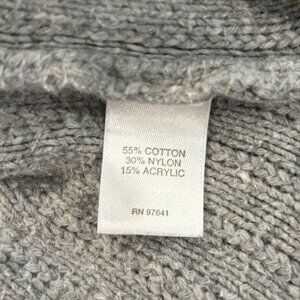 55% COTTON
30% NYLON
15% ACRYLIC
RN 97641